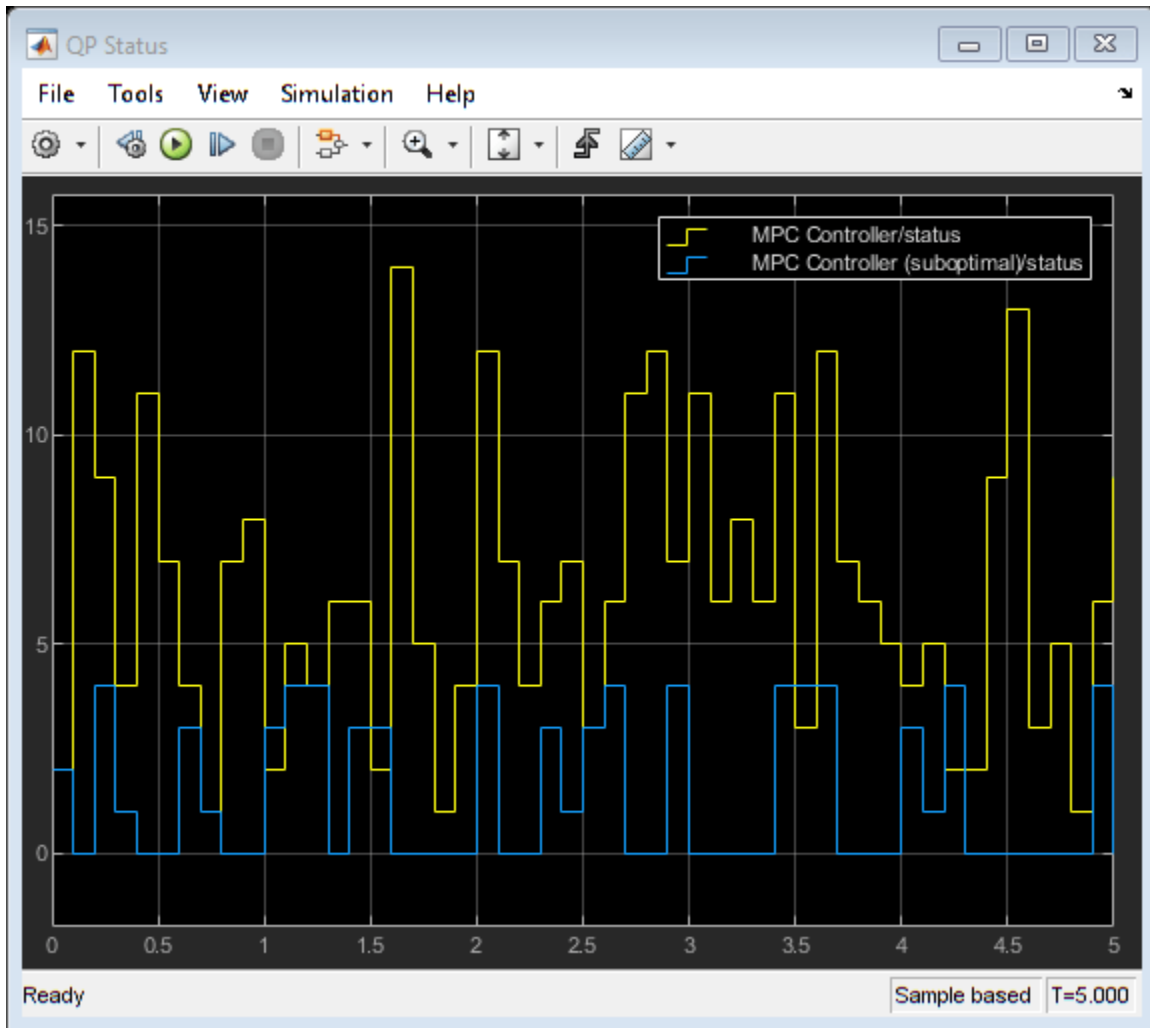 QP Status
File Tools View Simulation Help
15
10
5
0
MPC Controller/status
MPC Controller (suboptimal)/status
0 0.5 1 1.5 2 2.5 3 3.5 4 4.5 5
Ready Sample based T=5.000